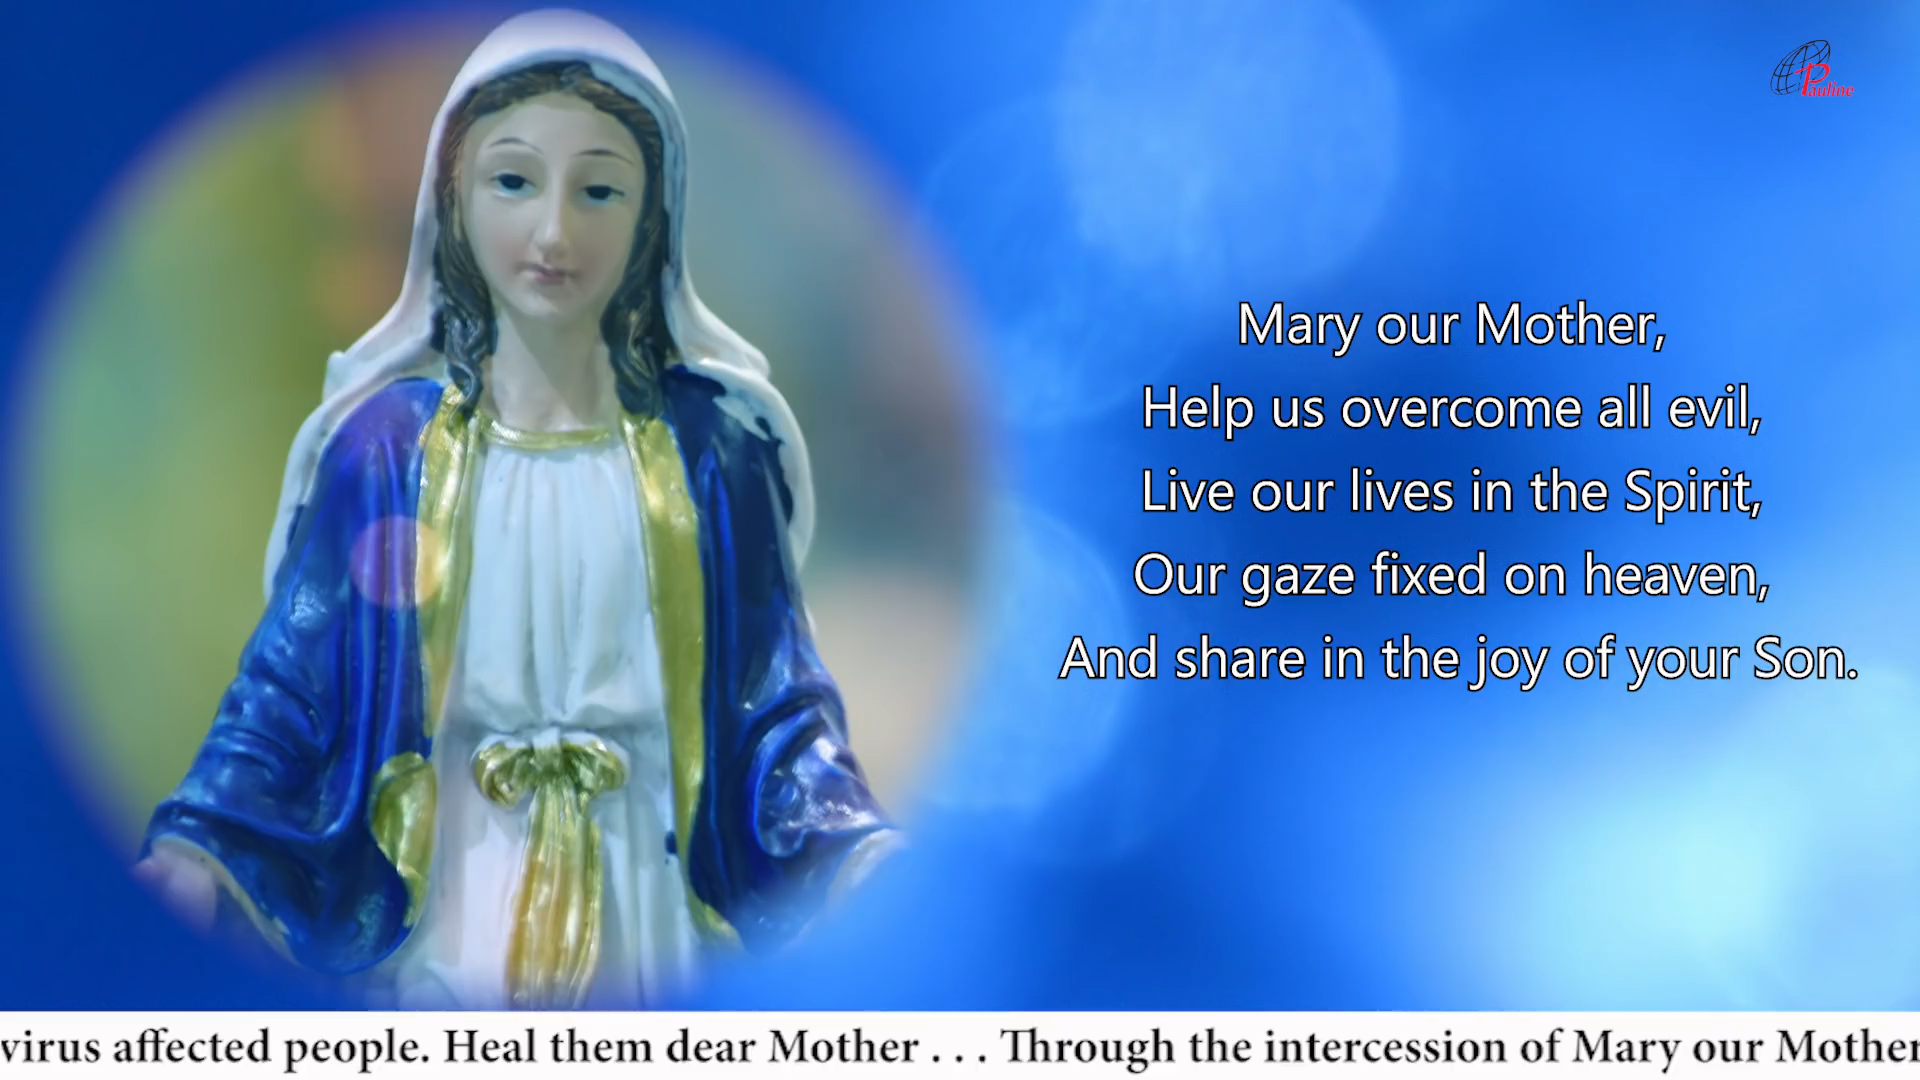 Pauline
Mary our Mother,
Help us overcome all evil,
Live our lives in the Spirit,
Our gaze fixed on heaven,
And share in the joy of your Son.
virus affected people. Heal them dear Mother . . . Through the intercession of Mary our Mother